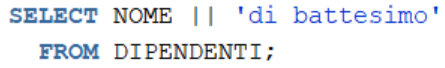 SELECT NOME || 'di battesimo'
FROM DIPENDENTI;